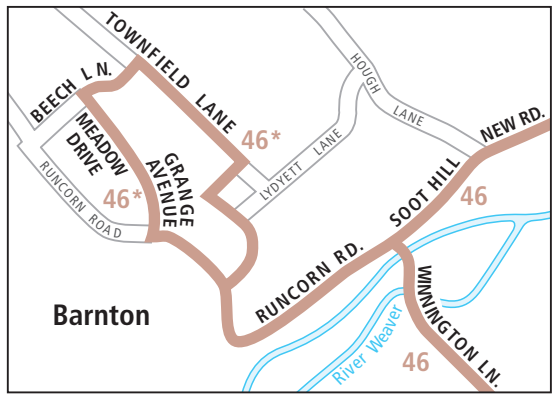 TOWNFIELD LANE
BEECH LN.
HOUGH LANE
NEW RD.
MEADOW
DRIVE
46*
GRANGE
AVENUE
46*
LYDYETT LANE
RUNCORN ROAD
SOOT HILL
46
RUNCORN RD.
WINNINGTON LN.
Barnton
River Weaver
46